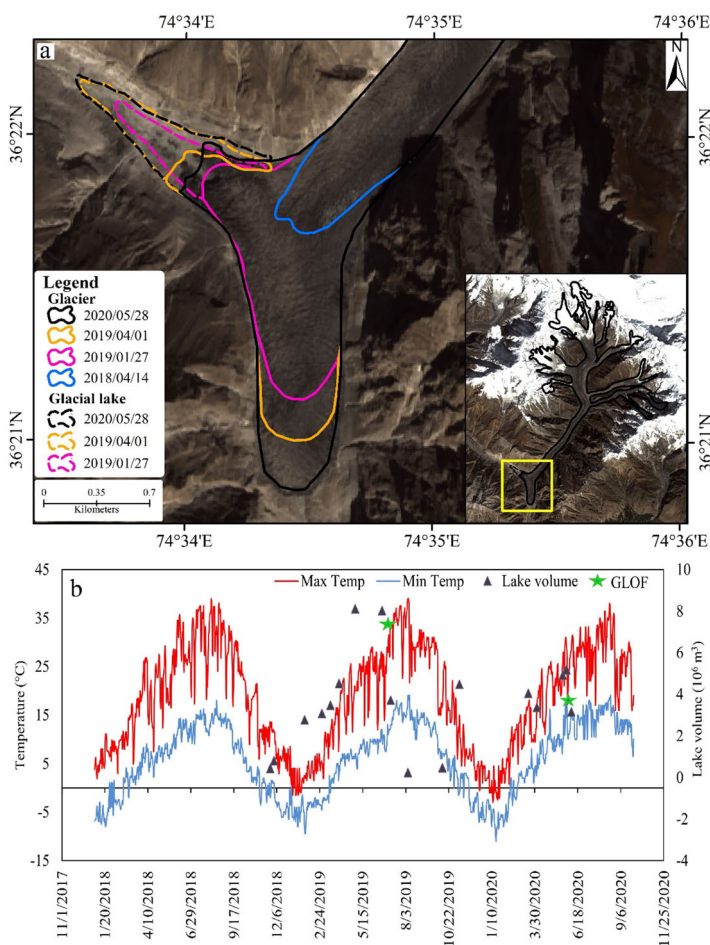 74°34'E 74°35'E 74°36'E
a
N
36°22'N 36°22'N
Legend
Glacier
2020/05/28
2019/04/01
2019/01/27
2018/04/14
Glacial lake
2020/05/28
2019/04/01
2019/01/27
0 0.35 0.7
Kilometers
36°21'N 36°21'N
74°34'E 74°35'E 74°36'E
b
Max Temp Min Temp Lake volume GLOF
45 10
35 8
25 6
15 4
5 2
-5 0
-15 -2
-4
Temperature (°C)
Lake volume (10⁶ m³)
11/1/2017
1/20/2018
4/10/2018
6/29/2018
9/17/2018
12/6/2018
2/24/2019
5/15/2019
8/3/2019
10/22/2019
1/10/2020
3/30/2020
6/18/2020
9/6/2020
11/25/2020